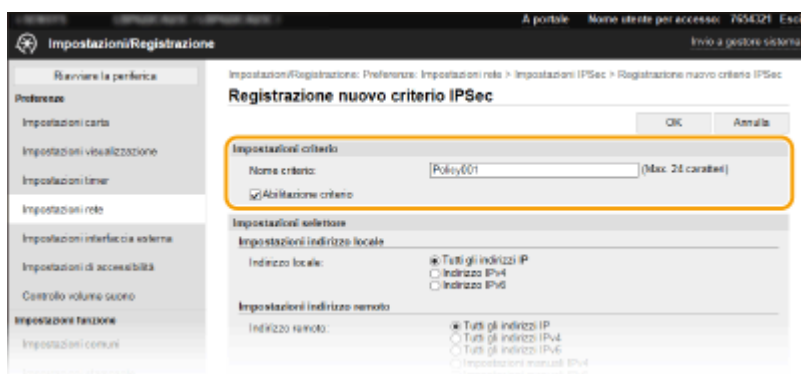 A portale Nome utente per accesso: 7654321 Esci
Impostazioni/Registrazione
Invio a gestore sistema
Riavviare la periferica
Preferenze
Impostazioni carta
Impostazioni visualizzazione
Impostazioni timer
Impostazioni rete
Impostazioni interfaccia esterna
Impostazioni di accessibilità
Controllo volume suono
Impostazioni funzione
Impostazioni comuni
Impostazioni/Registrazione: Preferenze: Impostazioni rete > Impostazioni IPSec > Registrazione nuovo criterio IPSec
Registrazione nuovo criterio IPSec
OK Annulla
Impostazioni criterio
Nome criterio: Policy001 (Max. 24 caratteri)
Abilitazione criterio
Impostazioni selettore
Impostazioni indirizzo locale
Indirizzo locale: Tutti gli indirizzi IP
Indirizzo IPv4
Indirizzo IPv6
Impostazioni indirizzo remoto
Indirizzo remoto: Tutti gli indirizzi IP
Tutti gli indirizzi IPv4
Tutti gli indirizzi IPv6
Impostazioni manuali IPv4